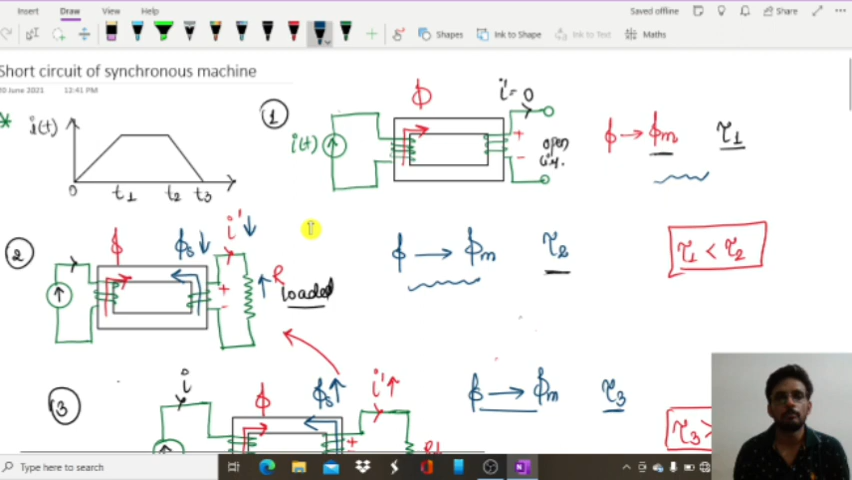 Insert Draw View Help
Saved offline Share
Shapes Ink to Shape Ink to Text Maths
Short circuit of synchronous machine
20 June 2021 12:41 PM
* i(t)
0 t₁ t₂ t₃
① ϕ i' = 0
i(t) + - open
ϕ → ϕm τ₁
② ϕ ϕs↓ i'↓
+ - ↑ R loaded
ϕ → ϕm τ₂
τ₁ < τ₂
③ i ϕ ϕs↑ i'↑
+
ϕ → ϕm τ₃
τ₃ >
Type here to search